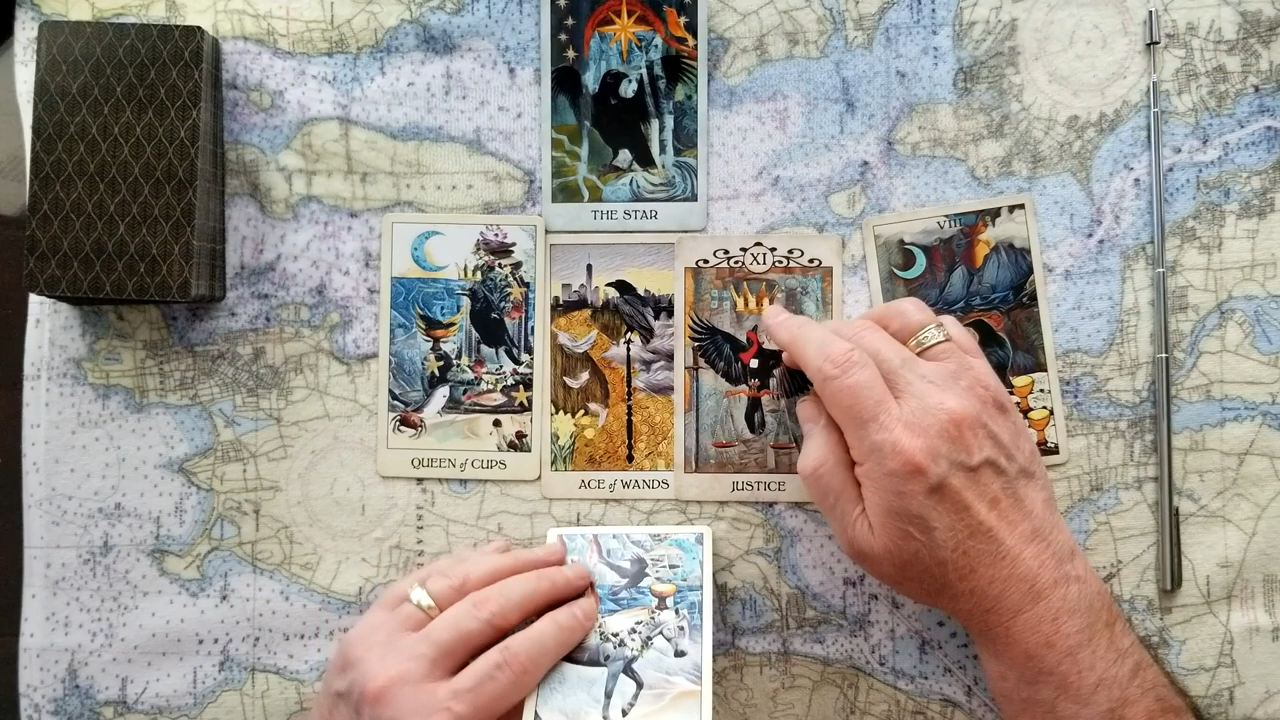 THE STAR
VIII
XI
QUEEN of CUPS
ACE of WANDS
JUSTICE